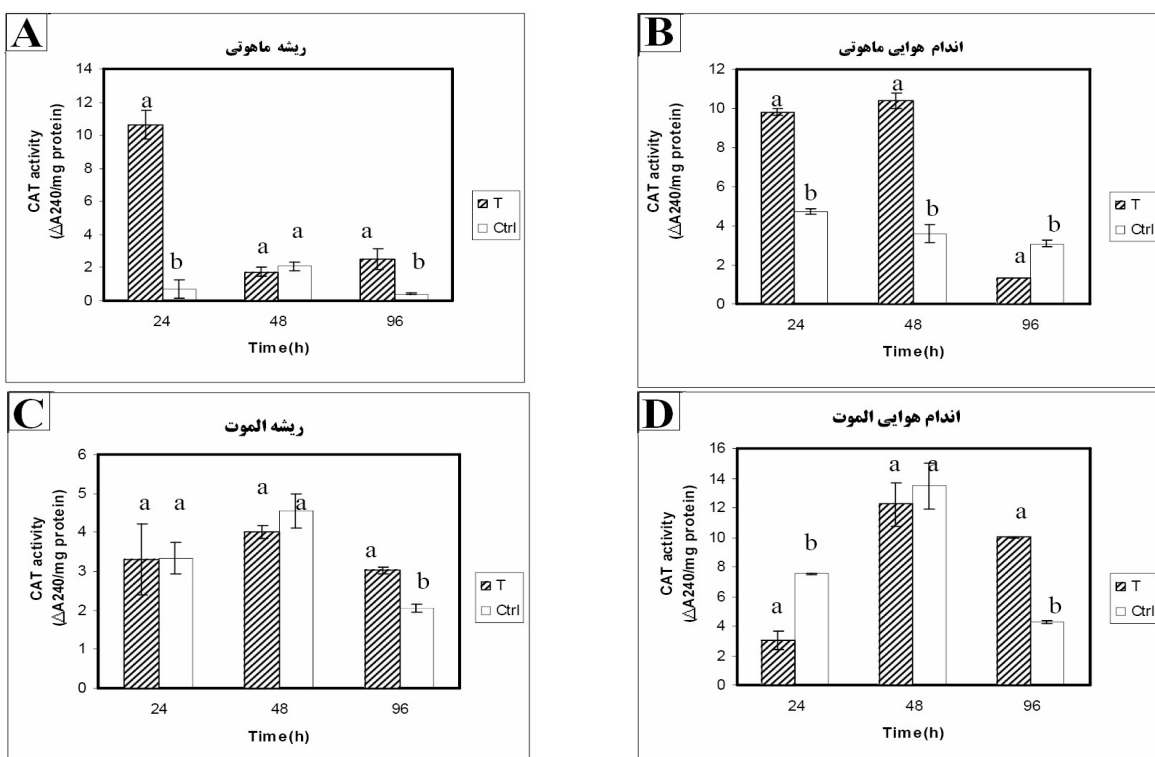 A
ریشه ماهوتی
CAT activity
(△A240/mg protein)
14
12
10
8
6
4
2
0
a
b
a
a
a
b
24
48
96
Time(h)
T
Ctrl
B
اندام هوایی ماهوتی
CAT activity
(△A240/mg protein)
12
10
8
6
4
2
0
a
b
a
b
a
b
24
48
96
Time(h)
T
Ctrl
C
ریشه الموت
CAT activity
(△A240/mg protein)
6
5
4
3
2
1
0
a
a
a
a
a
b
24
48
96
Time(h)
T
Ctrl
D
اندام هوایی الموت
CAT activity
(△A240/mg protein)
16
14
12
10
8
6
4
2
0
a
b
a
a
a
b
24
48
96
Time(h)
T
Ctrl